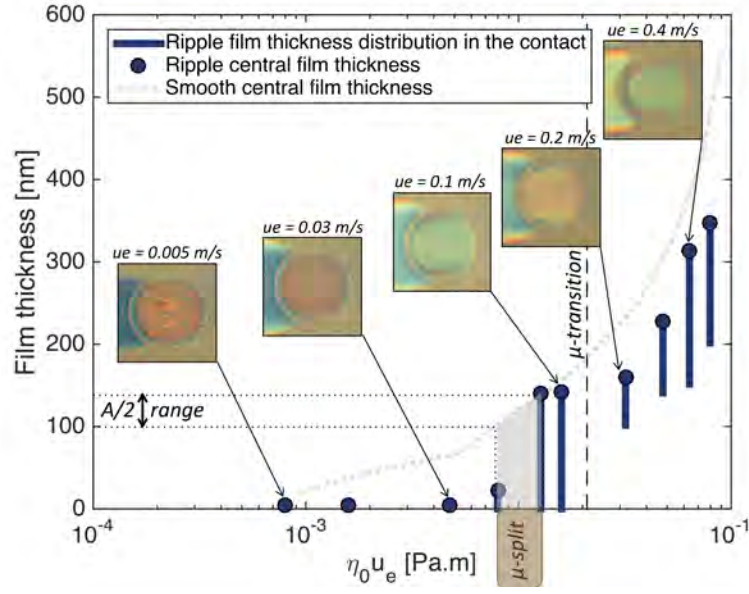 600
500
400
300
200
100
0
Film thickness [nm]
Ripple film thickness distribution in the contact
Ripple central film thickness
Smooth central film thickness
ue = 0.4 m/s
ue = 0.2 m/s
ue = 0.1 m/s
ue = 0.03 m/s
ue = 0.005 m/s
μ-transition
A/2
range
10⁻⁴
10⁻³
10⁻²
10⁻¹
μ-split
η₀uₑ [Pa.m]